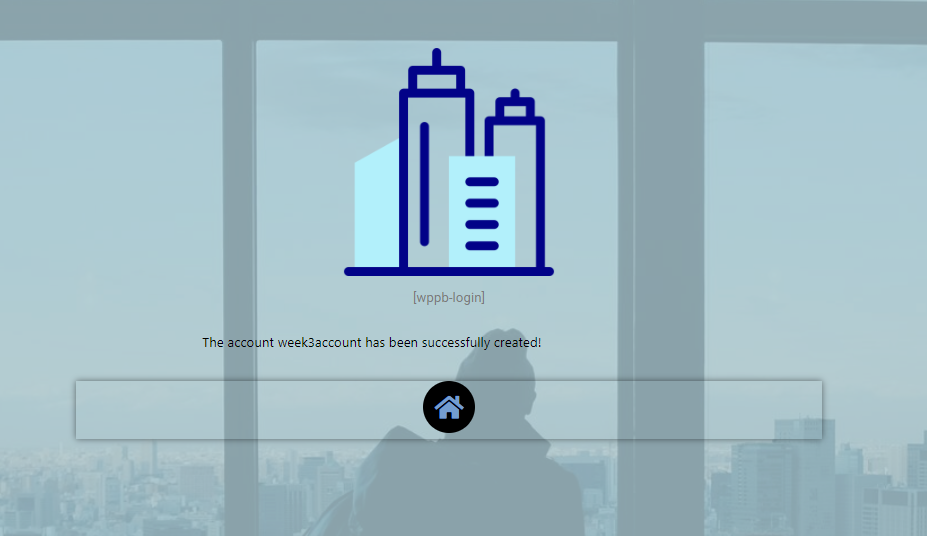 [wppb-login]
The account week3account has been successfully created!